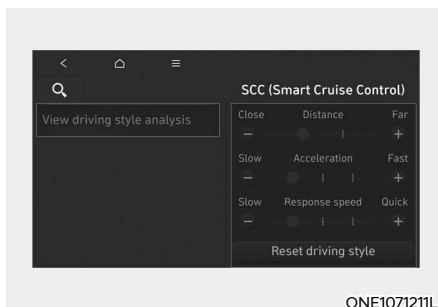 SCC (Smart Cruise Control)
View driving style analysis
Close Distance Far
Slow Acceleration Fast
Slow Response speed Quick
Reset driving style
ONE1071211L